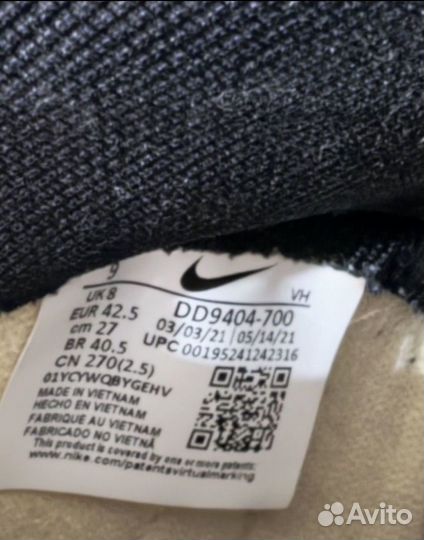 9
UK 8
EUR 42.5
cm 27
BR 40.5
CN 270(2.5)
01YCYWQBYGEHV
VH
DD9404-700
03/03/21 05/14/21
UPC 00195241242316
MADE IN VIETNAM
HECHO EN VIETNAM
FABRIQUE AU VIETNAM
FABRICADO NO VIETNÃ
This product is covered by one or more patents:
www.nike.com/patentsvirtualmarking
Avito